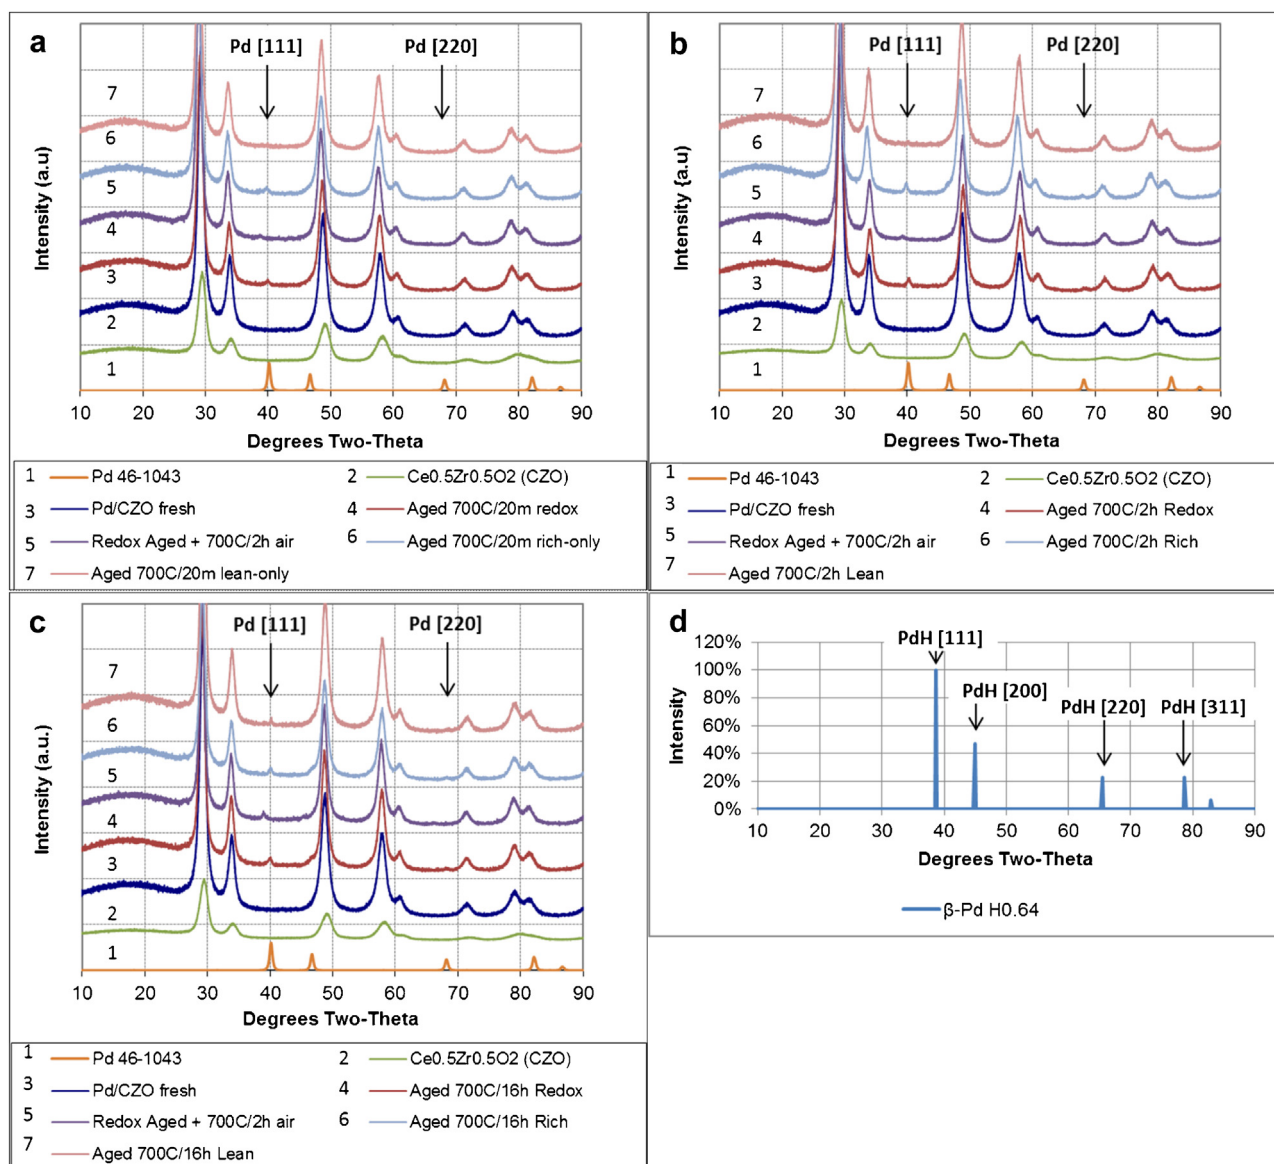 a
Pd [111]
Pd [220]
7
6
5
4
3
2
1
Intensity (a.u)
10 20 30 40 50 60 70 80 90
Degrees Two-Theta
1 Pd 46-1043
2 Ce0.5Zr0.5O2 (CZO)
3 Pd/CZO fresh
4 Aged 700C/20m redox
5 Redox Aged + 700C/2h air
6 Aged 700C/20m rich-only
7 Aged 700C/20m lean-only
b
Pd [111]
Pd [220]
7
6
5
4
3
2
1
Intensity {a.u)
10 20 30 40 50 60 70 80 90
Degrees Two-Theta
1 Pd 46-1043
2 Ce0.5Zr0.5O2 (CZO)
3 Pd/CZO fresh
4 Aged 700C/2h Redox
5 Redox Aged + 700C/2h air
6 Aged 700C/2h Rich
7 Aged 700C/2h Lean
c
Pd [111]
Pd [220]
7
6
5
4
3
2
1
Intensity (a.u.)
10 20 30 40 50 60 70 80 90
Degrees Two-Theta
1 Pd 46-1043
2 Ce0.5Zr0.5O2 (CZO)
3 Pd/CZO fresh
4 Aged 700C/16h Redox
5 Redox Aged + 700C/2h air
6 Aged 700C/16h Rich
7 Aged 700C/16h Lean
d
PdH [111]
PdH [200]
PdH [220]
PdH [311]
120%
100%
80%
60%
40%
20%
0%
Intensity
10 20 30 40 50 60 70 80 90
Degrees Two-Theta
β-Pd H0.64